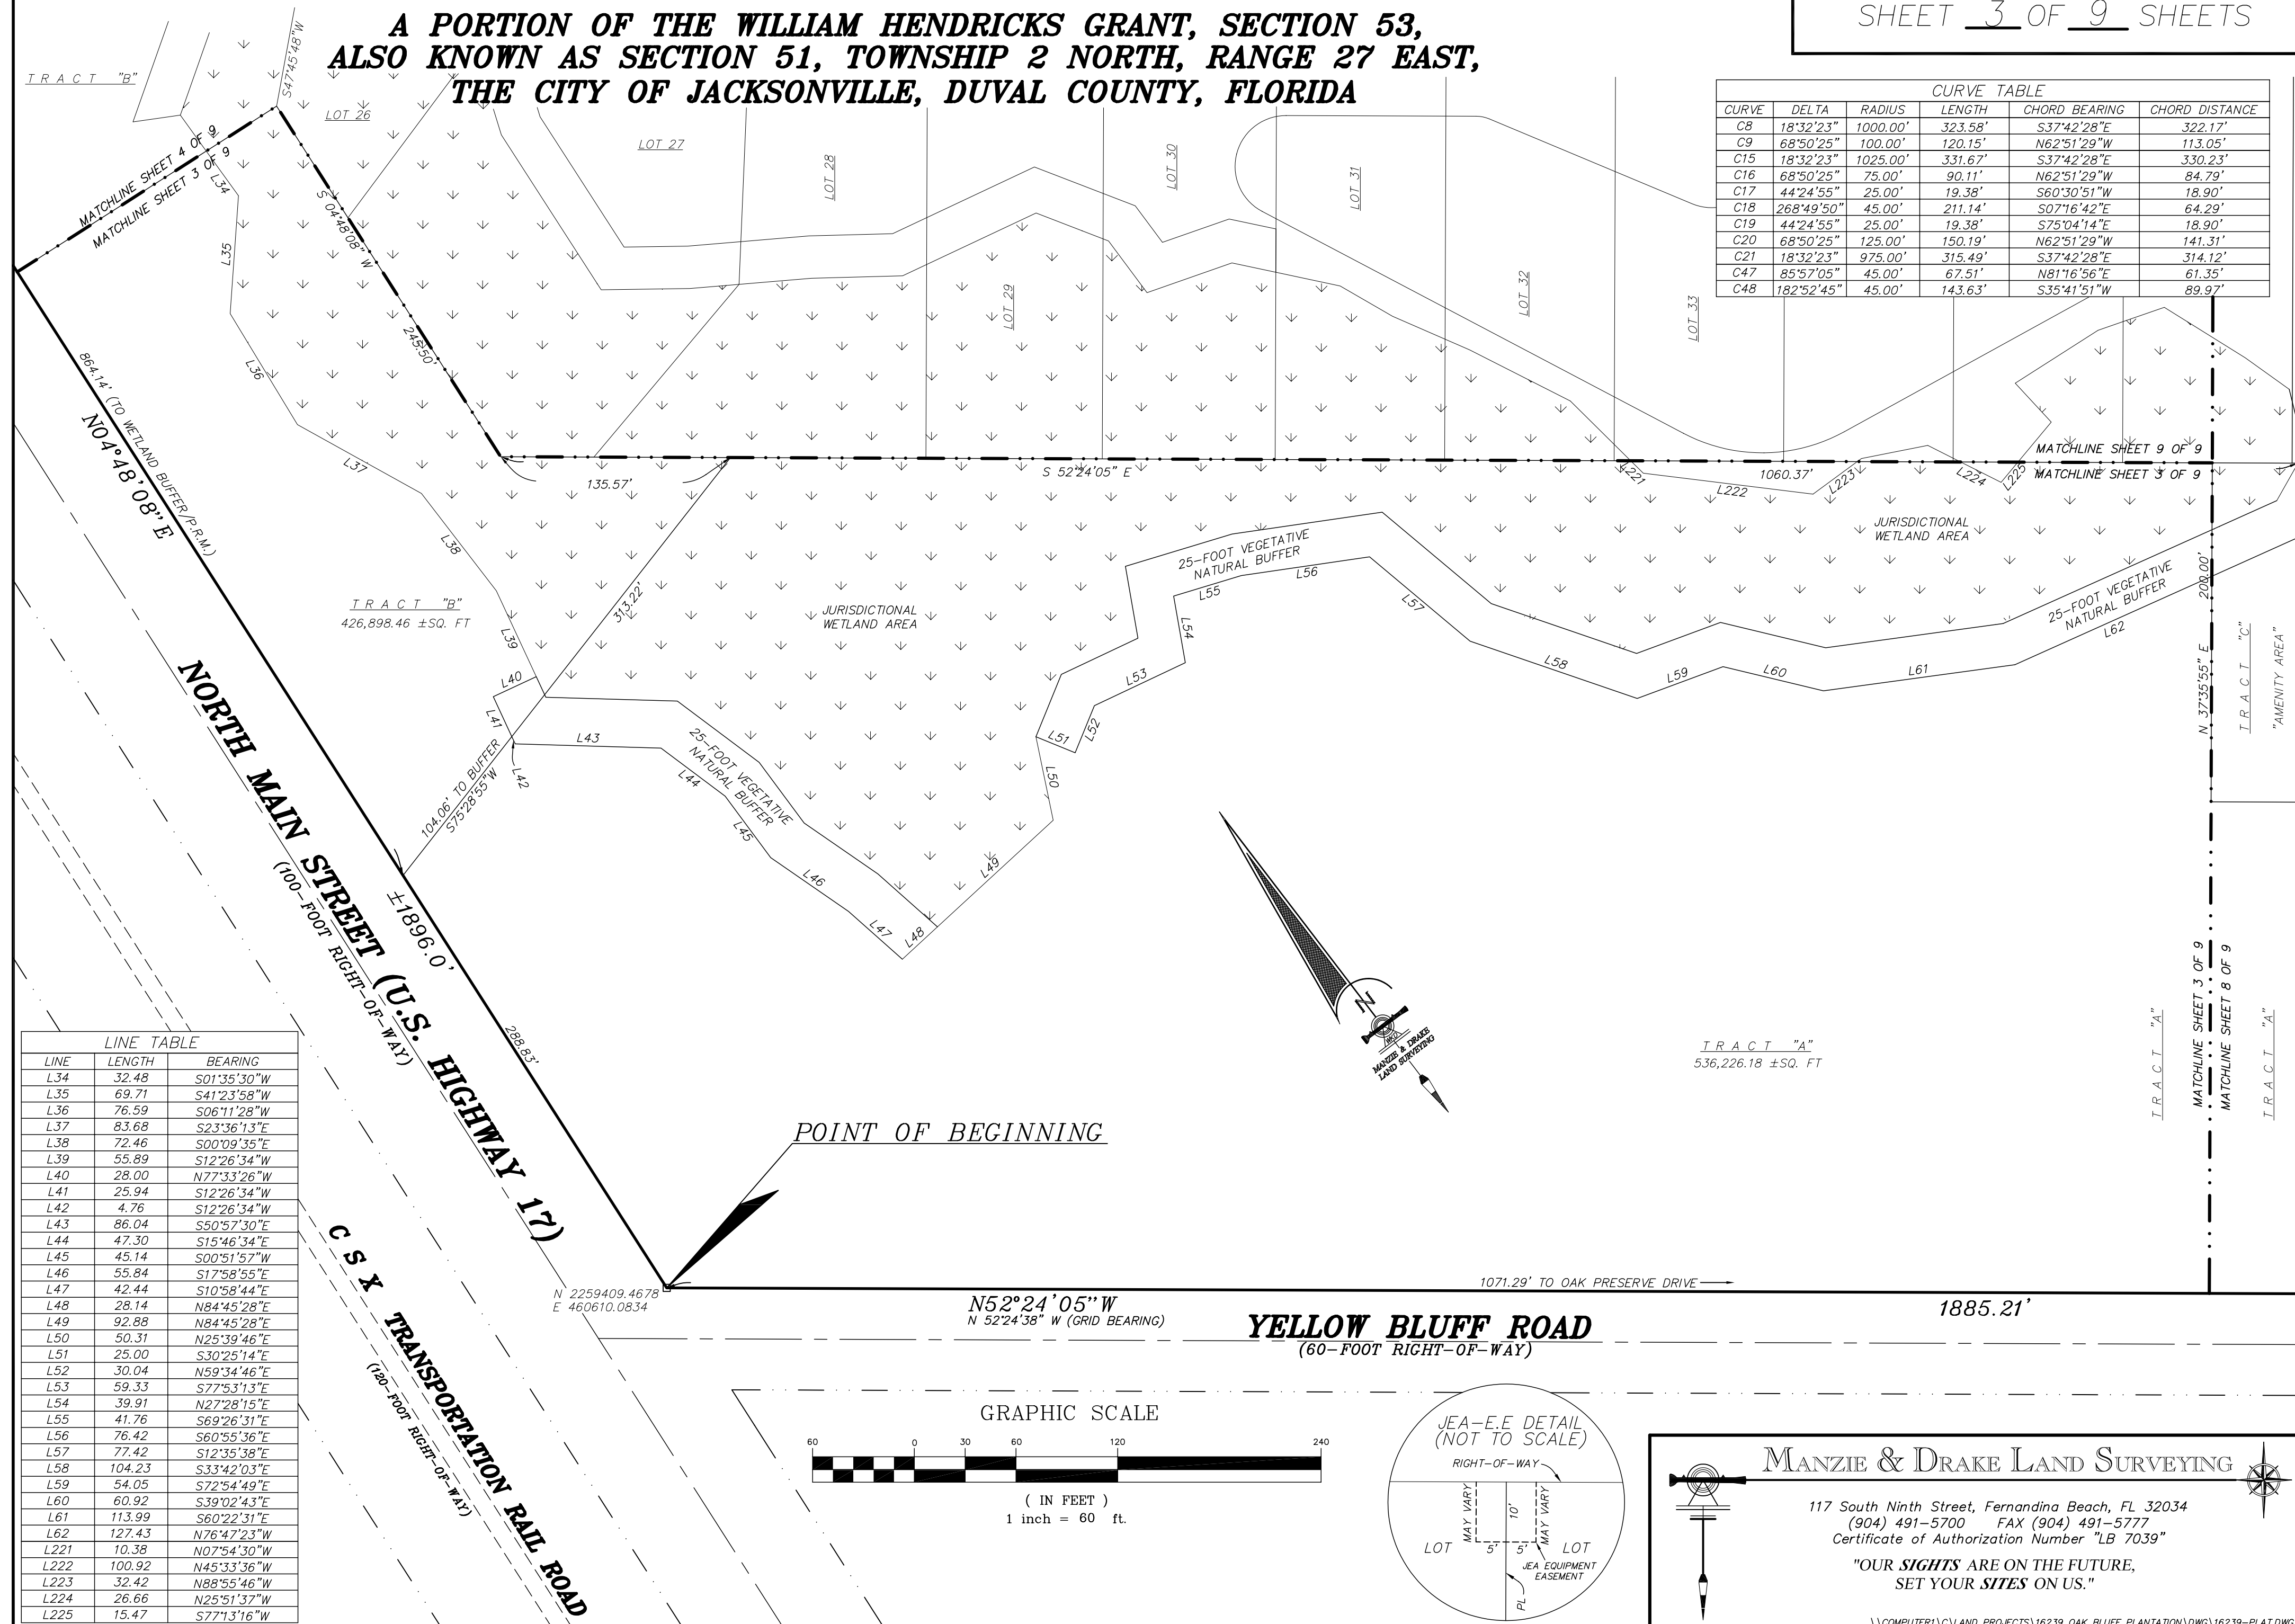 A PORTION OF THE WILLIAM HENDRICKS GRANT, SECTION 53,
ALSO KNOWN AS SECTION 51, TOWNSHIP 2 NORTH, RANGE 27 EAST,
THE CITY OF JACKSONVILLE, DUVAL COUNTY, FLORIDA
SHEET 3 OF 9 SHEETS
CURVE TABLE
CURVE DELTA RADIUS LENGTH CHORD BEARING CHORD DISTANCE
C8 18°32'23" 1000.00' 323.58' S37°42'28"E 322.17'
C9 68°50'25" 100.00' 120.15' N62°51'29"W 113.05'
C15 18°32'23" 1025.00' 331.67' S37°42'28"E 330.23'
C16 68°50'25" 75.00' 90.11' N62°51'29"W 84.79'
C17 44°24'55" 25.00' 19.38' S60°30'51"W 18.90'
C18 268°49'50" 45.00' 211.14' S07°16'42"E 64.29'
C19 44°24'55" 25.00' 19.38' S75°04'14"E 18.90'
C20 68°50'25" 125.00' 150.19' N62°51'29"W 141.31'
C21 18°32'23" 975.00' 315.49' S37°42'28"E 314.12'
C47 85°57'05" 45.00' 67.51' N81°16'56"E 61.35'
C48 182°52'45" 45.00' 143.63' S35°41'51"W 89.97'
TRACT "B"
S47°45'48"W
LOT 26
LOT 27
LOT 28
LOT 29
LOT 30
LOT 31
LOT 32
LOT 33
MATCHLINE SHEET 4 OF 9
MATCHLINE SHEET 3 OF 9
L34
L35
L36
L37
L38
L39
L40
L41
L42
L43
L44
L45
L46
L47
L48
L49
L50
L51
L52
L53
L54
L55
L56
L57
L58
L59
L60
L61
L62
L221
L222
L223
L224
L225
S 04°48'08" W
245.50'
864.14' (TO WETLAND BUFFER/P.R.M.)
N04°48'08"E
135.57'
S 52°24'05" E
1060.37'
MATCHLINE SHEET 9 OF 9
MATCHLINE SHEET 3 OF 9
JURISDICTIONAL
WETLAND AREA
25-FOOT VEGETATIVE
NATURAL BUFFER
25-FOOT VEGETATIVE
NATURAL BUFFER
200.00'
N 37°35'55" E
TRACT "C"
"AMENITY AREA"
TRACT "B"
426,898.46 ±SQ. FT
313.22'
JURISDICTIONAL
WETLAND AREA
25-FOOT VEGETATIVE
NATURAL BUFFER
104.06' TO BUFFER
S75°28'55"W
NORTH MAIN STREET (U.S. HIGHWAY 17)
(100-FOOT RIGHT-OF-WAY)
±1896.0'
288.83'
N
MANZIE & DRAKE
LAND SURVEYING
TRACT "A"
536,226.18 ±SQ. FT
TRACT "A"
MATCHLINE SHEET 3 OF 9
MATCHLINE SHEET 8 OF 9
TRACT "A"
POINT OF BEGINNING
N 2259409.4678
E 460610.0834
1071.29' TO OAK PRESERVE DRIVE
N52°24'05"W
N 52°24'38" W (GRID BEARING)
1885.21'
YELLOW BLUFF ROAD
(60-FOOT RIGHT-OF-WAY)
CSX TRANSPORTATION RAIL ROAD
(120-FOOT RIGHT-OF-WAY)
LINE TABLE
LINE LENGTH BEARING
L34 32.48 S01°35'30"W
L35 69.71 S41°23'58"W
L36 76.59 S06°11'28"W
L37 83.68 S23°36'13"E
L38 72.46 S00°09'35"E
L39 55.89 S12°26'34"W
L40 28.00 N77°33'26"W
L41 25.94 S12°26'34"W
L42 4.76 S12°26'34"W
L43 86.04 S50°57'30"E
L44 47.30 S15°46'34"E
L45 45.14 S00°51'57"W
L46 55.84 S17°58'55"E
L47 42.44 S10°58'44"E
L48 28.14 N84°45'28"E
L49 92.88 N84°45'28"E
L50 50.31 N25°39'46"E
L51 25.00 S30°25'14"E
L52 30.04 N59°34'46"E
L53 59.33 S77°53'13"E
L54 39.91 N27°28'15"E
L55 41.76 S69°26'31"E
L56 76.42 S60°55'36"E
L57 77.42 S12°35'38"E
L58 104.23 S33°42'03"E
L59 54.05 S72°54'49"E
L60 60.92 S39°02'43"E
L61 113.99 S60°22'31"E
L62 127.43 N76°47'23"W
L221 10.38 N07°54'30"W
L222 100.92 N45°33'36"W
L223 32.42 N88°55'46"W
L224 26.66 N25°51'37"W
L225 15.47 S77°13'16"W
GRAPHIC SCALE
60 0 30 60 120 240
( IN FEET )
1 inch = 60 ft.
JEA-E.E DETAIL
(NOT TO SCALE)
RIGHT-OF-WAY
MAY VARY
10'
MAY VARY
LOT 5' 5' LOT
JEA EQUIPMENT
EASEMENT
PL
MANZIE & DRAKE LAND SURVEYING
117 South Ninth Street, Fernandina Beach, FL 32034
(904) 491-5700 FAX (904) 491-5777
Certificate of Authorization Number "LB 7039"
"OUR SIGHTS ARE ON THE FUTURE,
SET YOUR SITES ON US."
\\COMPUTER1\C\LAND PROJECTS\16239 OAK BLUFF PLANTATION\DWG\16239-PLAT.DWG